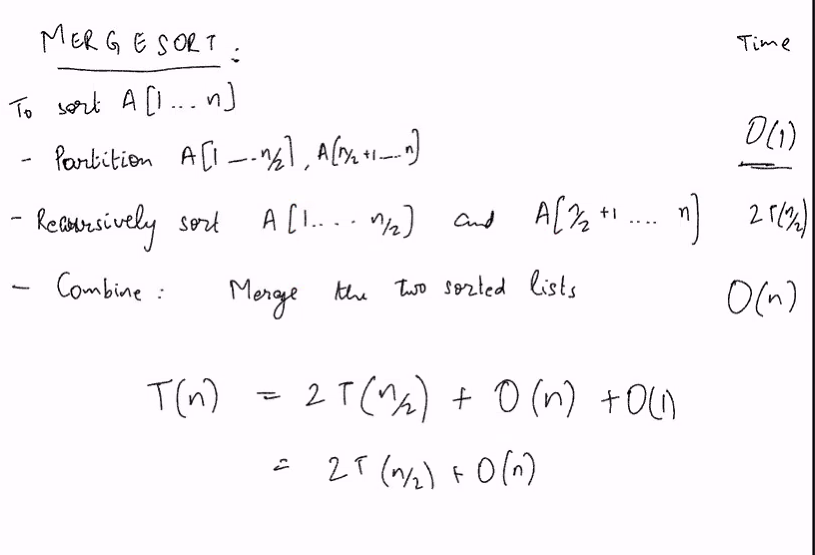 MERGESORT: Time
To sort A[1...n]
- Partition A[1---n/2], A[n/2+1---n] O(1)
- Recursively sort A[1....n/2] and A[n/2+1....n] 2T(n/2)
- Combine: Merge the two sorted lists O(n)
T(n) = 2T(n/2) + O(n) + O(1)
= 2T(n/2) + O(n)